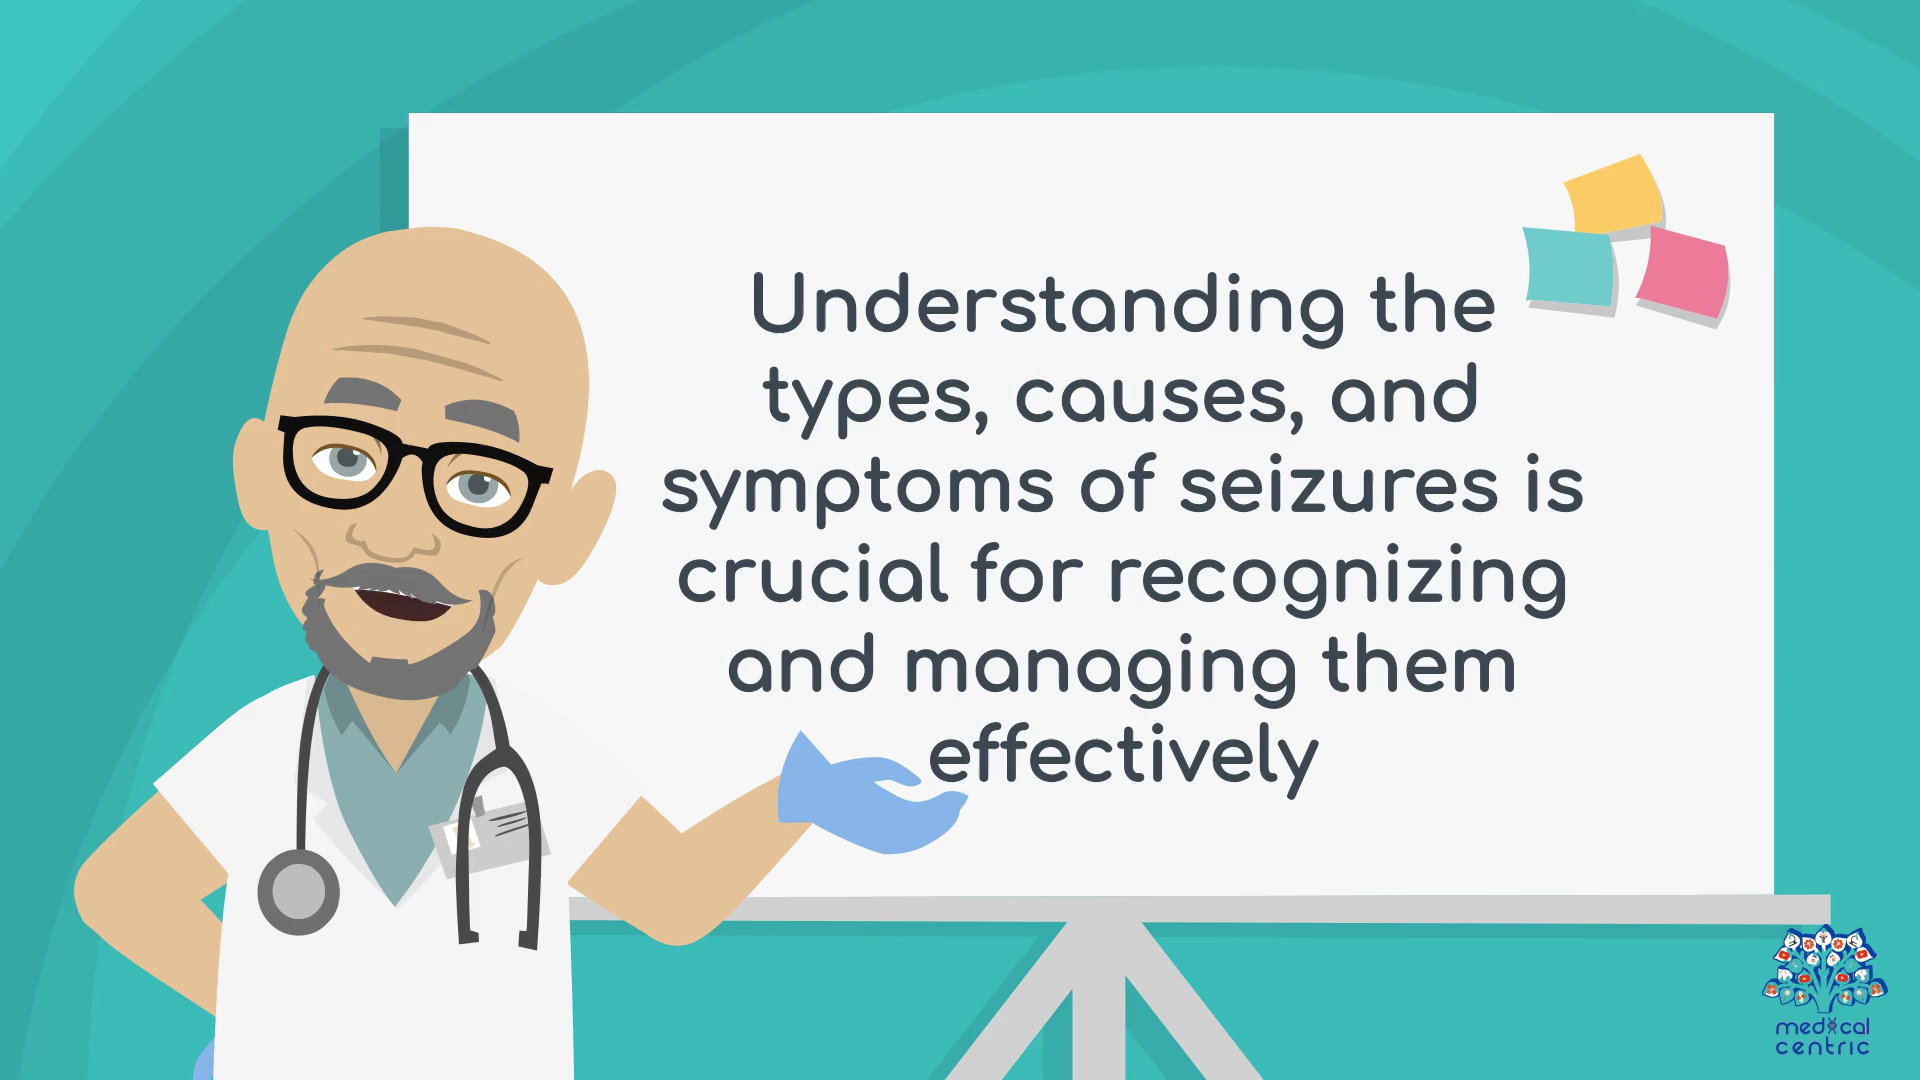 Understanding the
types, causes, and
symptoms of seizures is
crucial for recognizing
and managing them
effectively
medical
centric